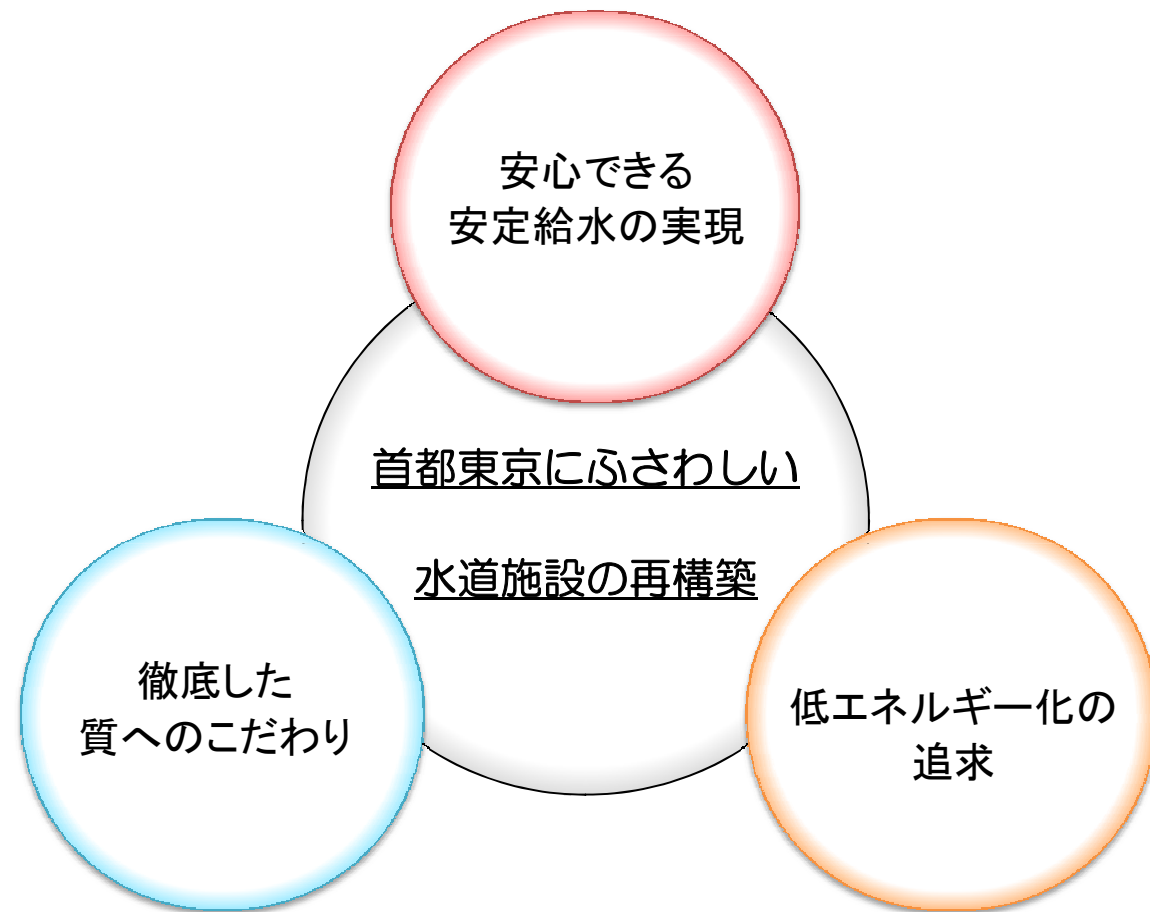 安心できる
安定給水の実現
首都東京にふさわしい
水道施設の再構築
徹底した
質へのこだわり
低エネルギー化の
追求